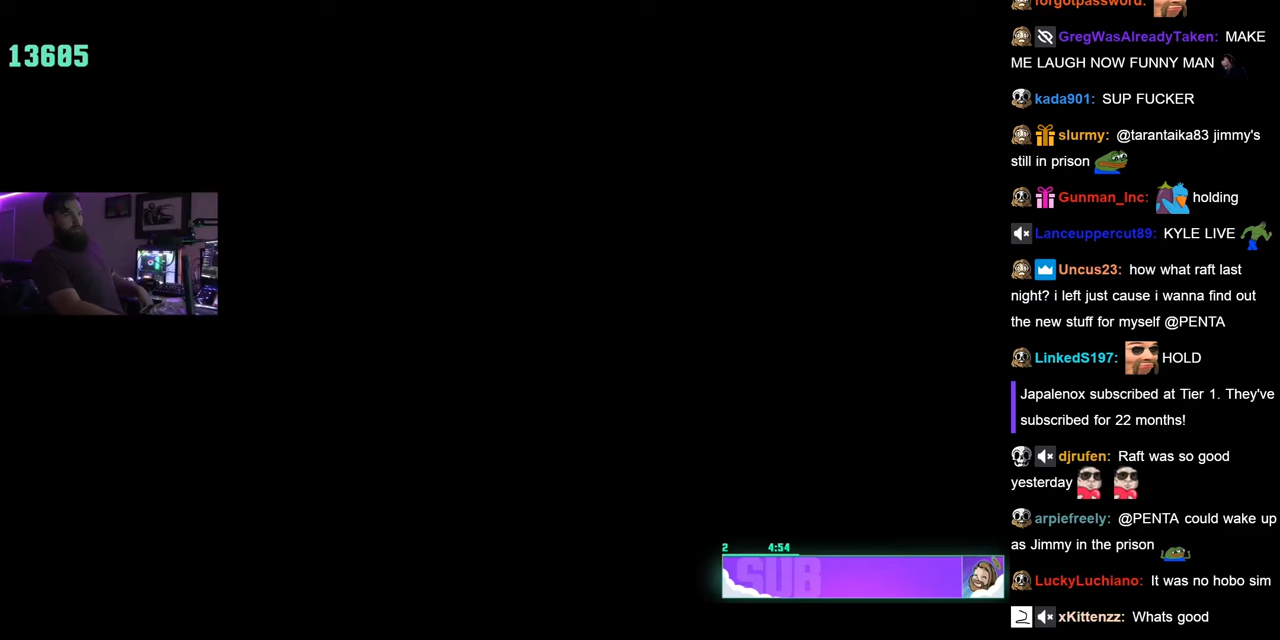 forgotpassword:
13605
GregWasAlreadyTaken: MAKE
ME LAUGH NOW FUNNY MAN
kada901: SUP FUCKER
slurmy: @tarantaika83 jimmy's
still in prison
Gunman_Inc: holding
Lanceuppercut89: KYLE LIVE
Uncus23: how what raft last
night? i left just cause i wanna find out
the new stuff for myself @PENTA
LinkedS197: HOLD
Japalenox subscribed at Tier 1. They've
subscribed for 22 months!
djrufen: Raft was so good
yesterday
arpiefreely: @PENTA could wake up
as Jimmy in the prison
2 4:54
SUB
LuckyLuchiano: It was no hobo sim
xKittenzz: Whats good